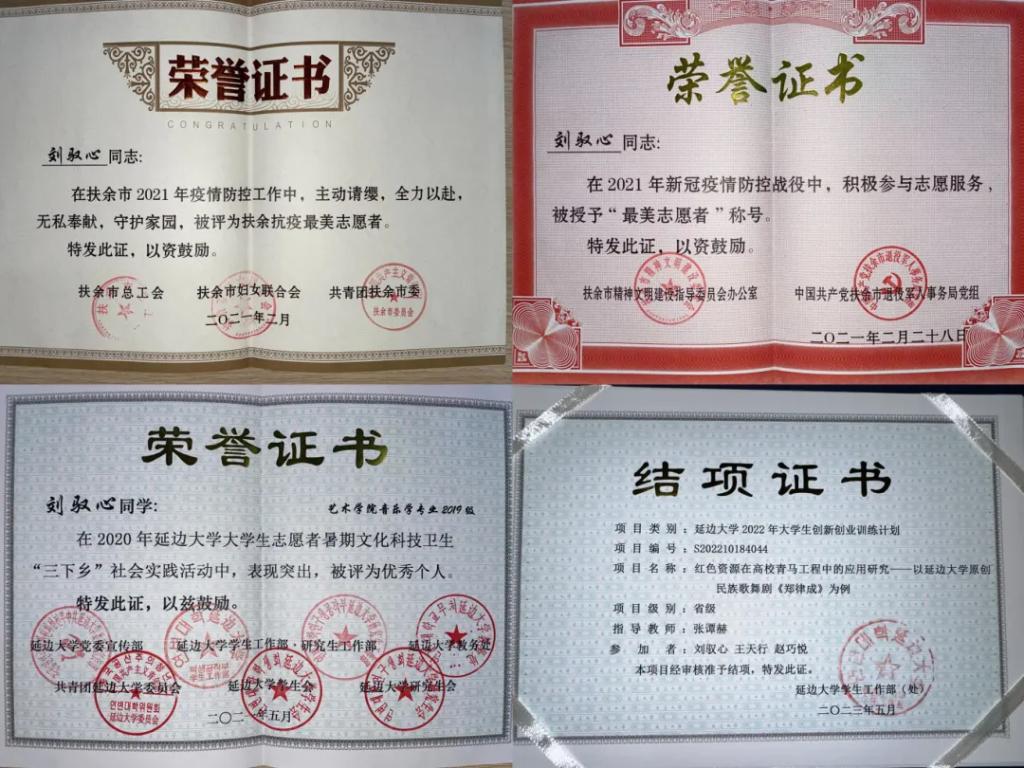 荣誉证书
CONGRATULATION
刘驭心 同志:
在扶余市 2021 年疫情防控工作中，主动请缨，全力以赴，
无私奉献，守护家园，被评为扶余抗疫最美志愿者。
特发此证，以资鼓励。
扶余市总工会 扶余市妇女联合会 共青团扶余市委
二〇二一年二月
荣誉证书
刘驭心 同志:
在 2021 年新冠疫情防控战役中，积极参与志愿服务，
被授予“最美志愿者”称号。
特发此证，以资鼓励。
扶余市精神文明建设指导委员会办公室 中国共产党扶余市退役军人事务局党组
二〇二一年二月二十八日
荣誉证书
刘驭心同学: 艺术学院音乐学专业2019级
在 2020 年延边大学大学生志愿者暑期文化科技卫生
“三下乡”社会实践活动中，表现突出，被评为优秀个人。
特发此证，以兹鼓励。
延边大学党委宣传部 延边大学学生工作部·研究生工作部 延边大学教务处
共青团延边大学委员会 延边大学学生会 延边大学研究生会
二〇二一年五月
结项证书
项目类别：延边大学 2022 年大学生创新创业训练计划
项目编号：S202210184044
项目名称：红色资源在高校青马工程中的应用研究——以延边大学原创
民族歌舞剧《郑律成》为例
项目级别：省级
指导教师：张谭赫
参加者：刘驭心 王天行 赵巧悦
本项目经审核准予结项，特发此证。
延边大学学生工作部（处）
二〇二三年五月